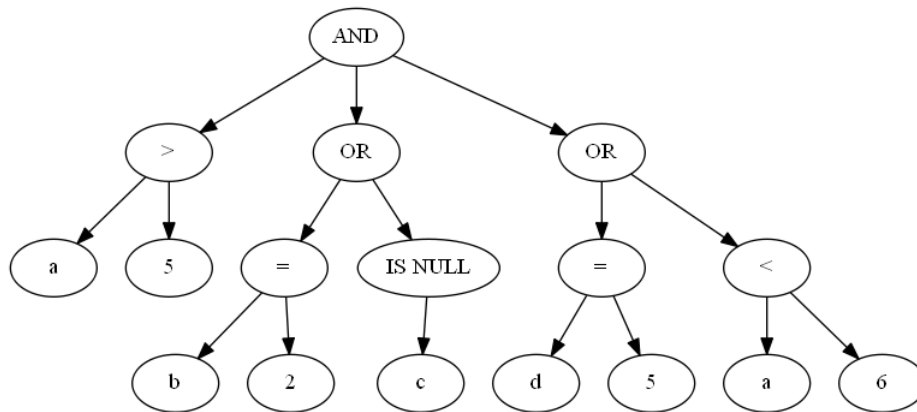 AND
> OR OR
a 5 = IS NULL = <
b 2 c d 5 a 6